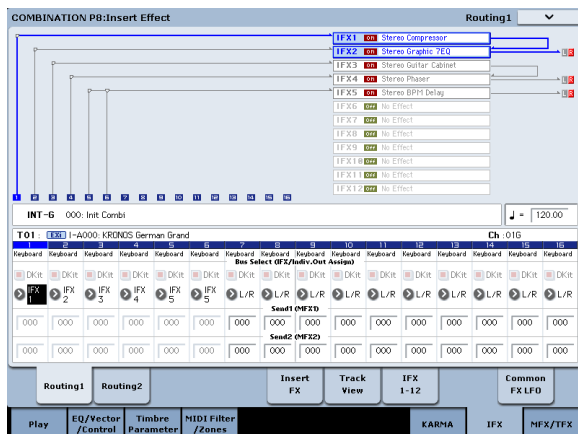 COMBINATION P8:Insert Effect Routing1
IFX1 On Stereo Compressor
IFX2 On Stereo Graphic 7EQ L R
IFX3 On Stereo Guitar Cabinet
IFX4 On Stereo Phaser L R
IFX5 On Stereo BPM Delay L R
IFX6 Off No Effect
IFX7 Off No Effect
IFX8 Off No Effect
IFX9 Off No Effect
IFX10 Off No Effect
IFX11 Off No Effect
IFX12 Off No Effect
1 2 3 4 5 6 7 8 9 10 11 12 13 14 15 16
INT-G 000: Init Combi ♩ = 120.00
T01 : EXi I-A000: KRONOS German Grand Ch :01G
1 2 3 4 5 6 7 8 9 10 11 12 13 14 15 16
Keyboard Keyboard Keyboard Keyboard Keyboard Keyboard Keyboard Keyboard Keyboard Keyboard Keyboard Keyboard Keyboard Keyboard Keyboard Keyboard
Bus Select (IFX/Indiv.Out Assign)
DKit DKit DKit DKit DKit DKit DKit DKit DKit DKit DKit DKit DKit DKit DKit DKit
IFX 1 IFX 2 IFX 3 IFX 4 IFX 5 IFX 5 L/R L/R L/R L/R L/R L/R L/R L/R L/R L/R
Send1 (MFX1)
000 000 000 000 000 000 000 000 000 000 000 000 000 000 000 000
Send2 (MFX2)
000 000 000 000 000 000 000 000 000 000 000 000 000 000 000 000
Routing1 Routing2 Insert FX Track View IFX 1-12 Common FX LFO
Play EQ/Vector /Control Timbre Parameter MIDI Filter /Zones KARMA IFX MFX/TFX